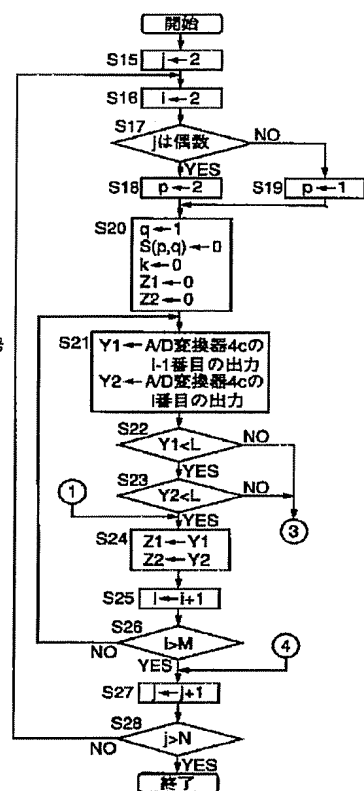 開始
S15
j←2
S16
i←2
S17
jは偶数
NO
YES
S18
p←2
S19
p←1
S20
q←1
S(p,q)←0
k←0
Z1←0
Z2←0
S21
Y1←A/D変換器4cの
i-1番目の出力
Y2←A/D変換器4cの
i番目の出力
S22
Y1<L
NO
YES
S23
Y2<L
NO
①
YES
③
S24
Z1←Y1
Z2←Y2
S25
i←i+1
S26
i>M
NO
④
YES
S27
j←j+1
S28
j>N
NO
YES
終了